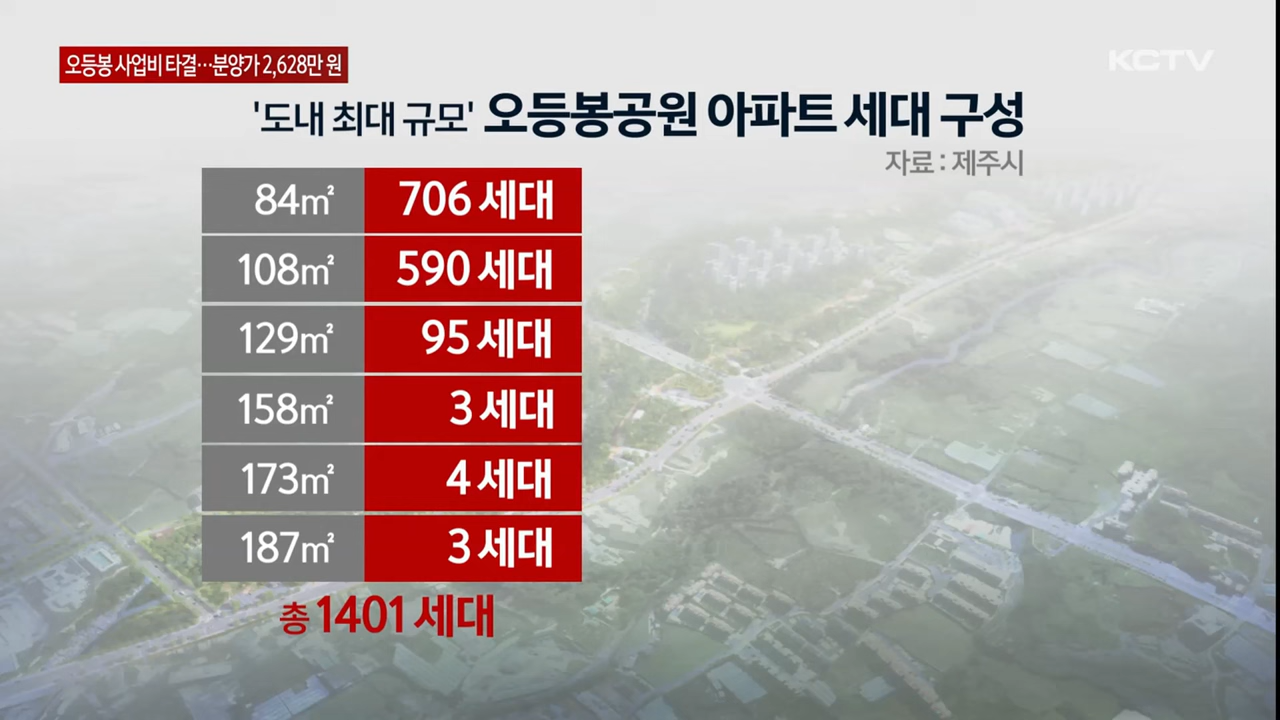 오등봉 사업비 타결…분양가 2,628만 원
KCTV
'도내 최대 규모' 오등봉공원 아파트 세대 구성
자료 : 제주시
84㎡ 706 세대
108㎡ 590 세대
129㎡ 95 세대
158㎡ 3 세대
173㎡ 4 세대
187㎡ 3 세대
총 1401 세대